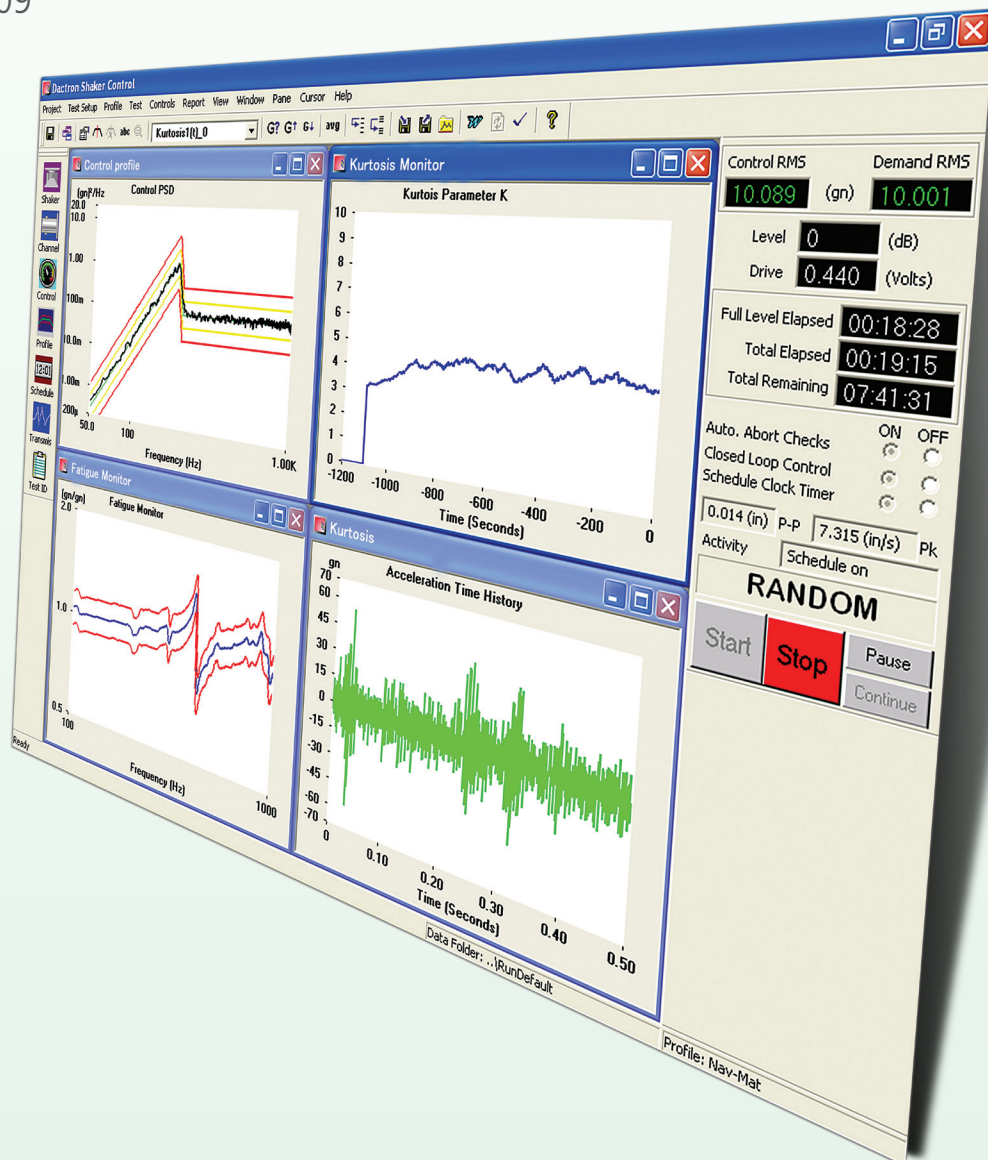 09
Dactron Shaker Control
Project Test Setup Profile Test Controls Report View Window Pane Cursor Help
abc Kurtosis1(t)_0 G? G↑ G↓ avg W ?
Shaker
Channel
Control
Profile
12:01
Schedule
Transmis
Test ID
Control profile
(gn)²/Hz Control PSD
20.0
10.0
1.00
100m
10.0m
1.00m
200µ
50.0 100 1.00K
Frequency (Hz)
Kurtosis Monitor
Kurtois Parameter K
10
9
8
7
6
5
4
3
2
1
0
-1200 -1000 -800 -600 -400 -200 0
Time (Seconds)
Fatigue Monitor
(gn/gn) Fatigue Monitor
2.0
1.0
0.5
100 1000
Frequency (Hz)
Kurtosis
gn Acceleration Time History
70
60
45
30
15
0
-15
-30
-45
-60
-70
0 0.10 0.20 0.30 0.40 0.50
Time (Seconds)
Control RMS Demand RMS
10.089 (gn) 10.001
Level 0 (dB)
Drive 0.440 (Volts)
Full Level Elapsed 00:18:28
Total Elapsed 00:19:15
Total Remaining 07:41:31
ON OFF
Auto. Abort Checks
Closed Loop Control
Schedule Clock Timer
0.014 (in) P-P 7.315 (in/s) Pk
Activity Schedule on
RANDOM
Start Stop Pause
Continue
Ready
Data Folder: ..\RunDefault
Profile: Nav-Mat